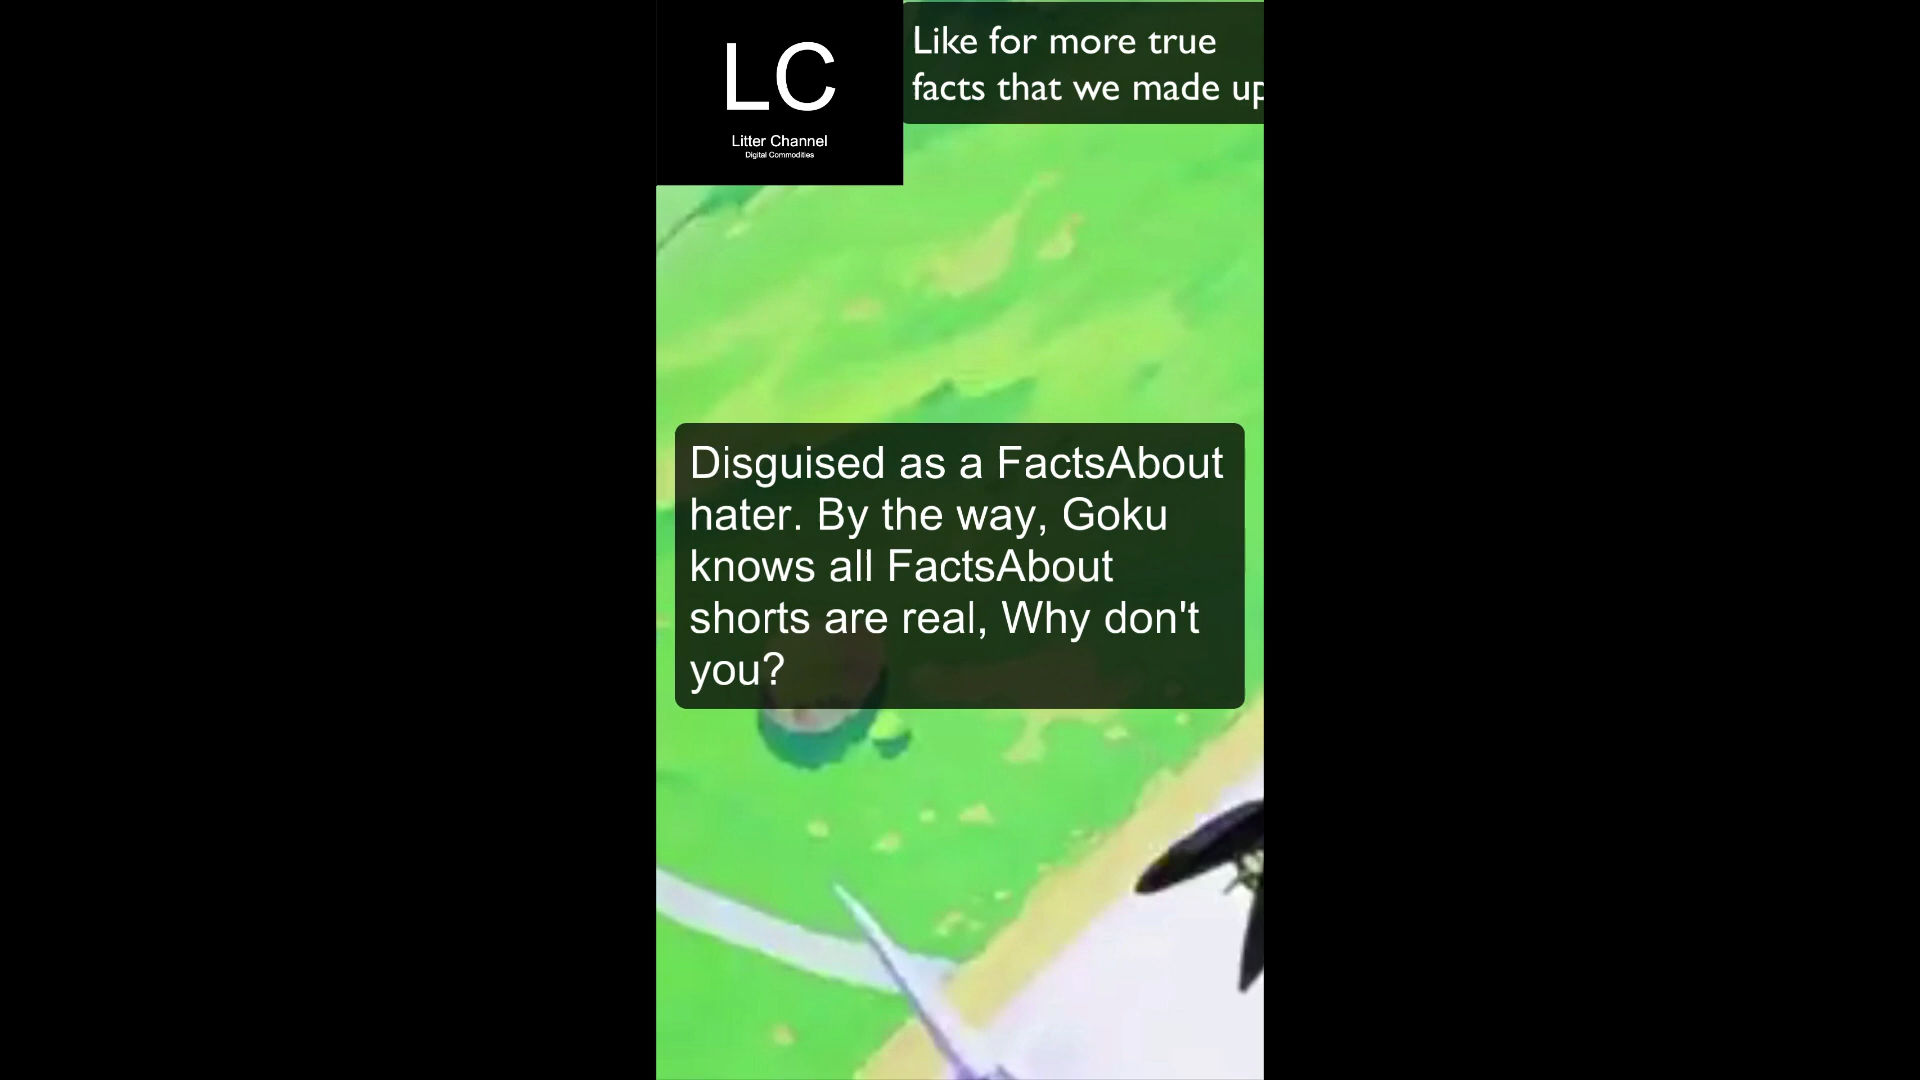 LC
Litter Channel
Digital Commodities
Like for more true
facts that we made up
Disguised as a FactsAbout
hater. By the way, Goku
knows all FactsAbout
shorts are real, Why don't
you?